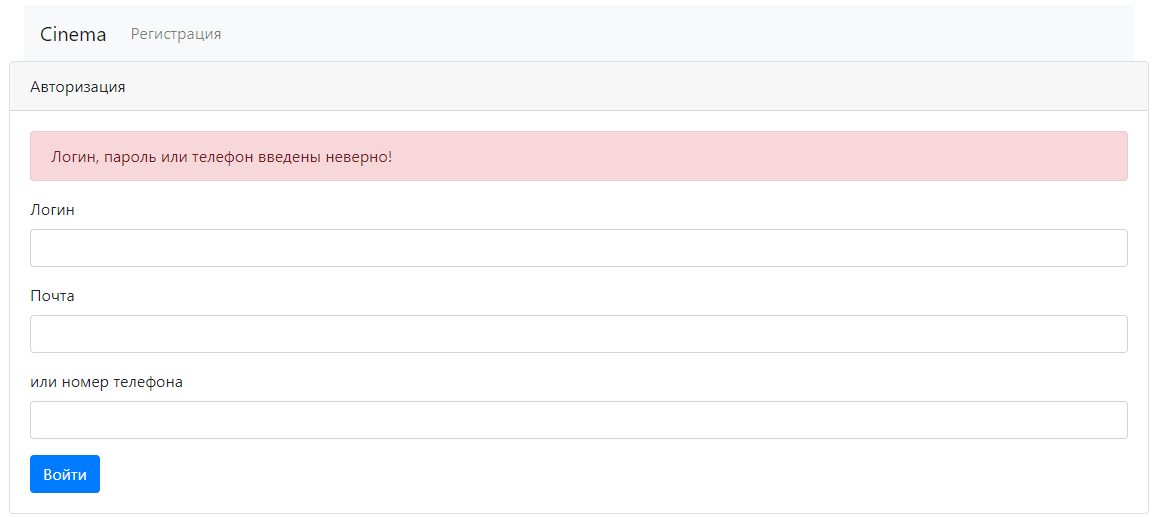 Cinema Регистрация
Авторизация
Логин, пароль или телефон введены неверно!
Логин
Почта
или номер телефона
Войти